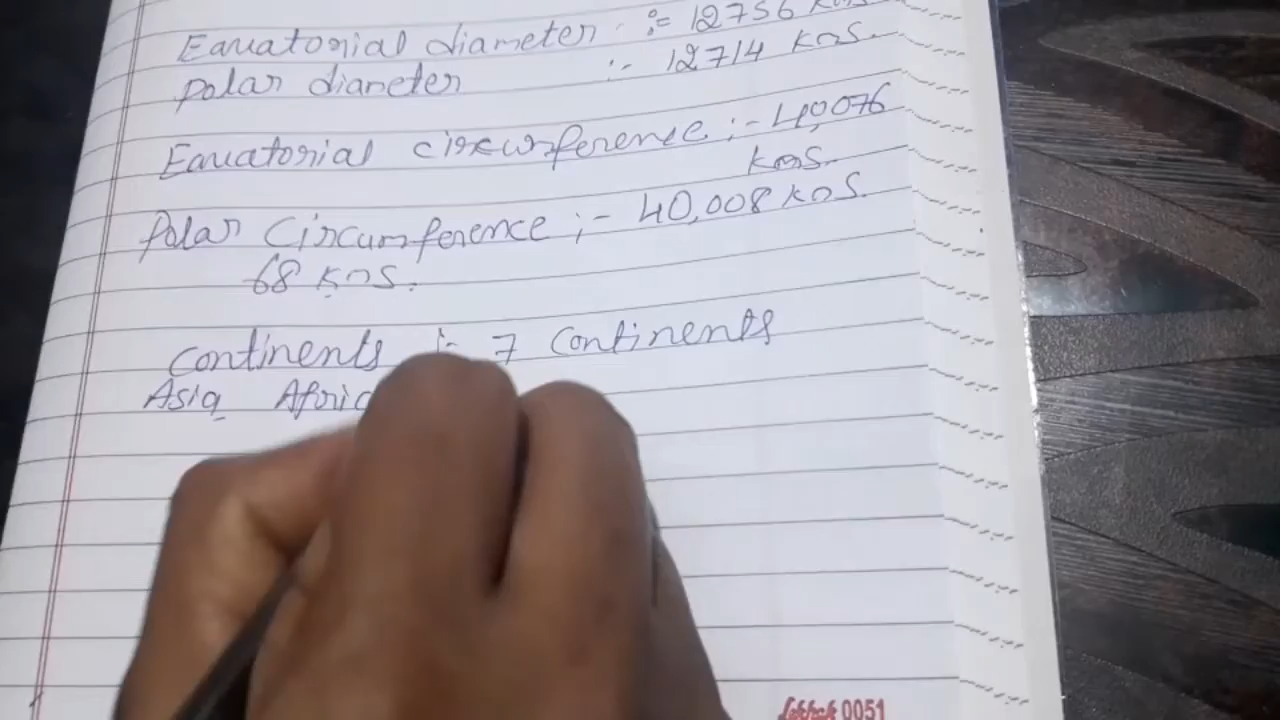 Equatorial diameter :- 12756 kms
Polar diameter :- 12714 kms.
Equatorial circumference :- 40,076
kms.
Polar Circumference :- 40,008 kms.
68 kms.
Continents :- 7 Continents
Asia Afric
0051